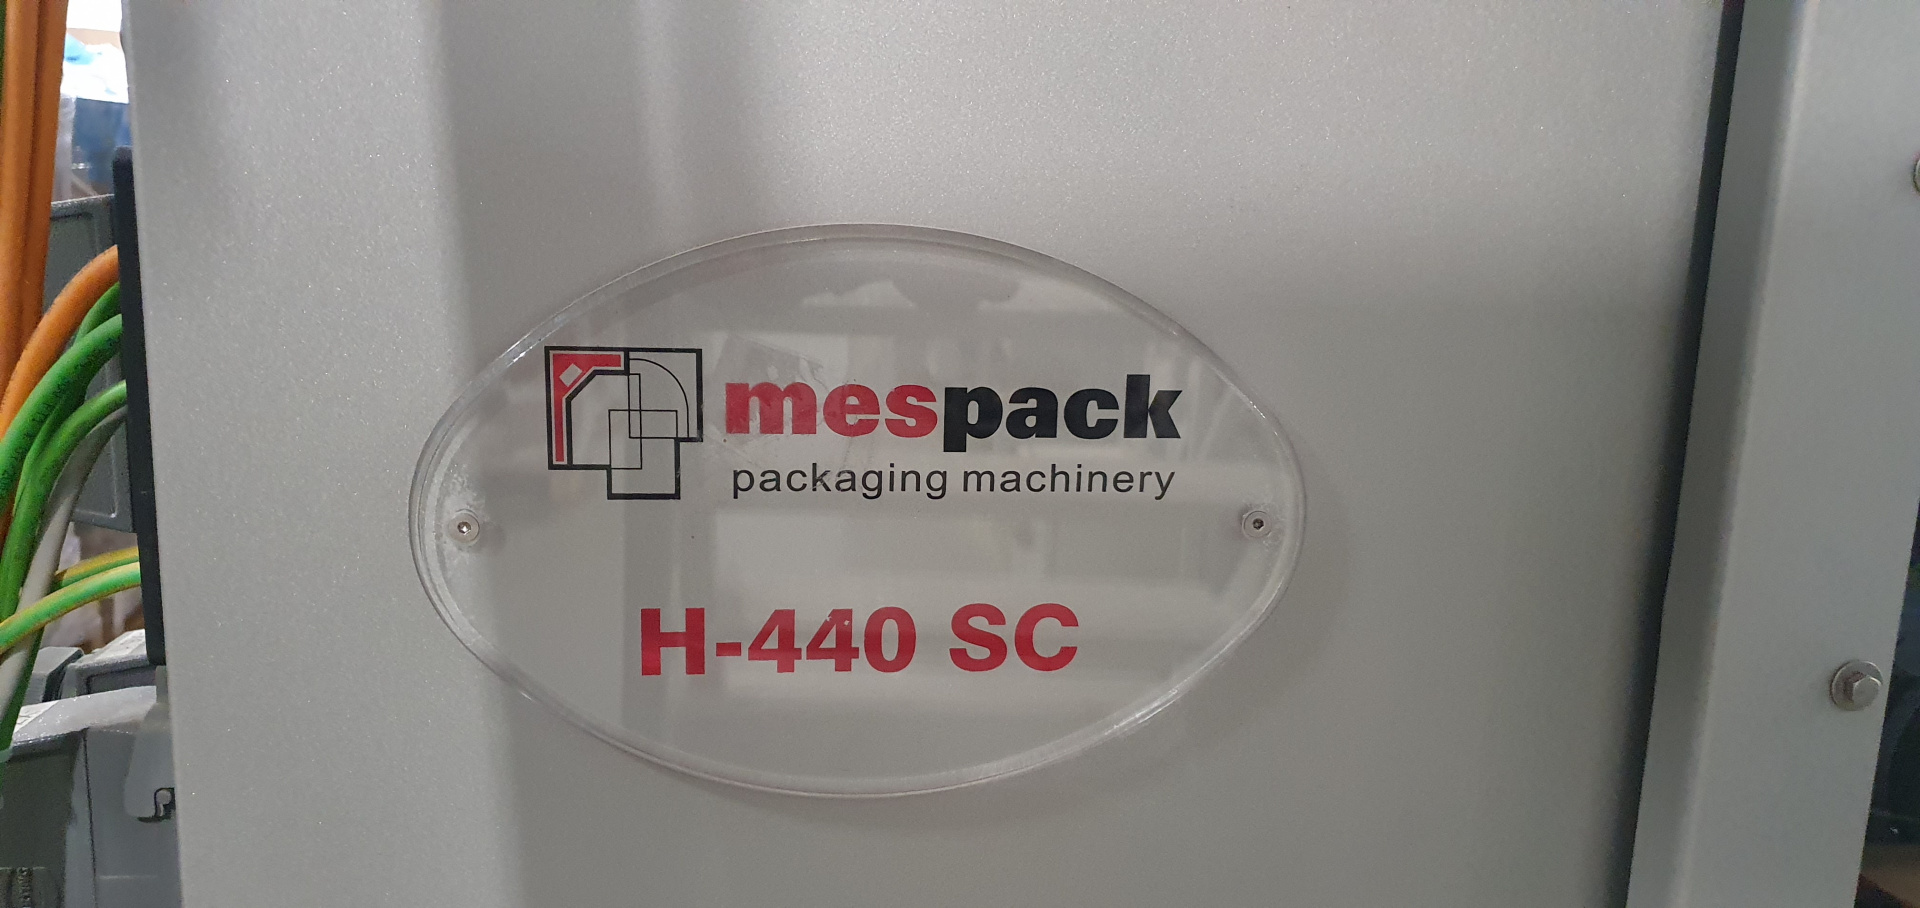 mespack
packaging machinery
H-440 SC